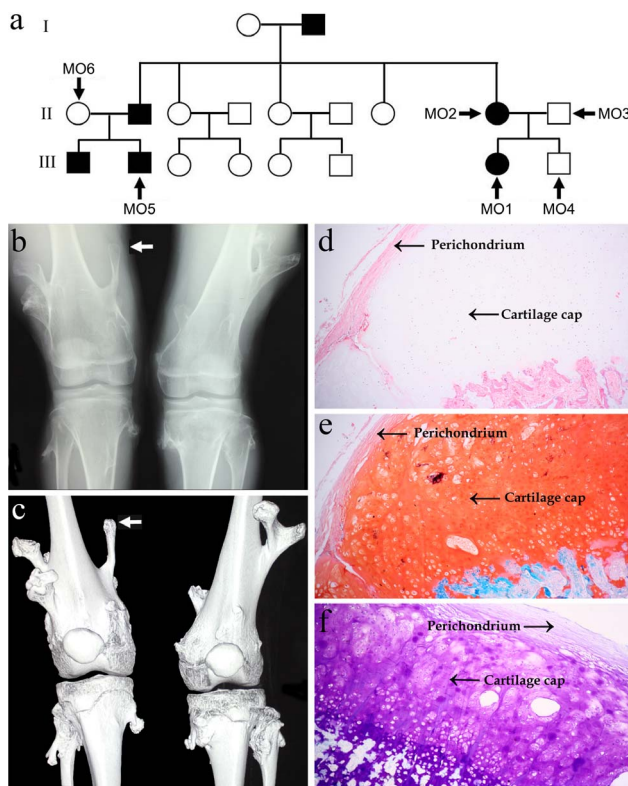 a
I
MO6
II
MO2
MO3
III
MO5
MO1
MO4
b
c
d
Perichondrium
Cartilage cap
e
Perichondrium
Cartilage cap
f
Perichondrium
Cartilage cap